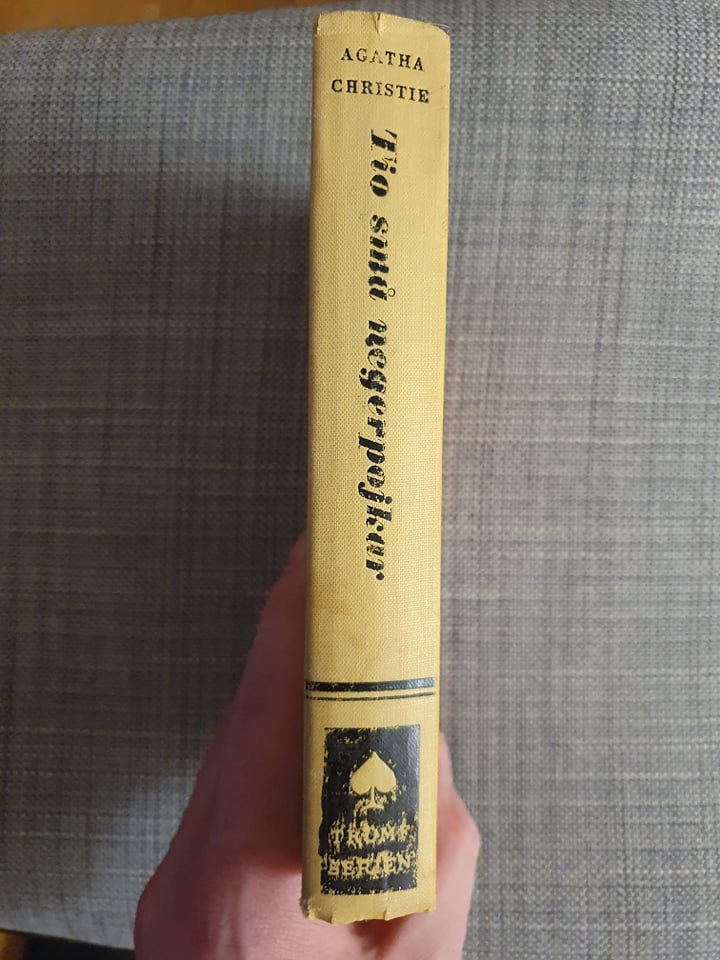 AGATHA
CHRISTIE
Tio små negerpojkar
TRUMF
SERIEN